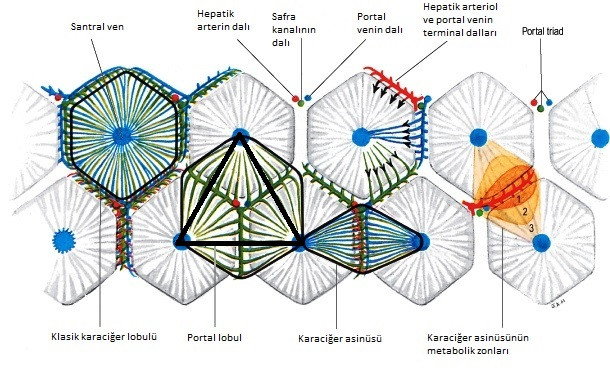 Santral ven
Hepatik
arterin dalı
Safra
kanalının
dalı
Portal
venin dalı
Hepatik arteriol
ve portal venin
terminal dalları
Portal triad
1
2
3
Klasik karaciğer lobulü
Portal lobul
Karaciğer asinüsü
Karaciğer asinüsünün
metabolik zonları